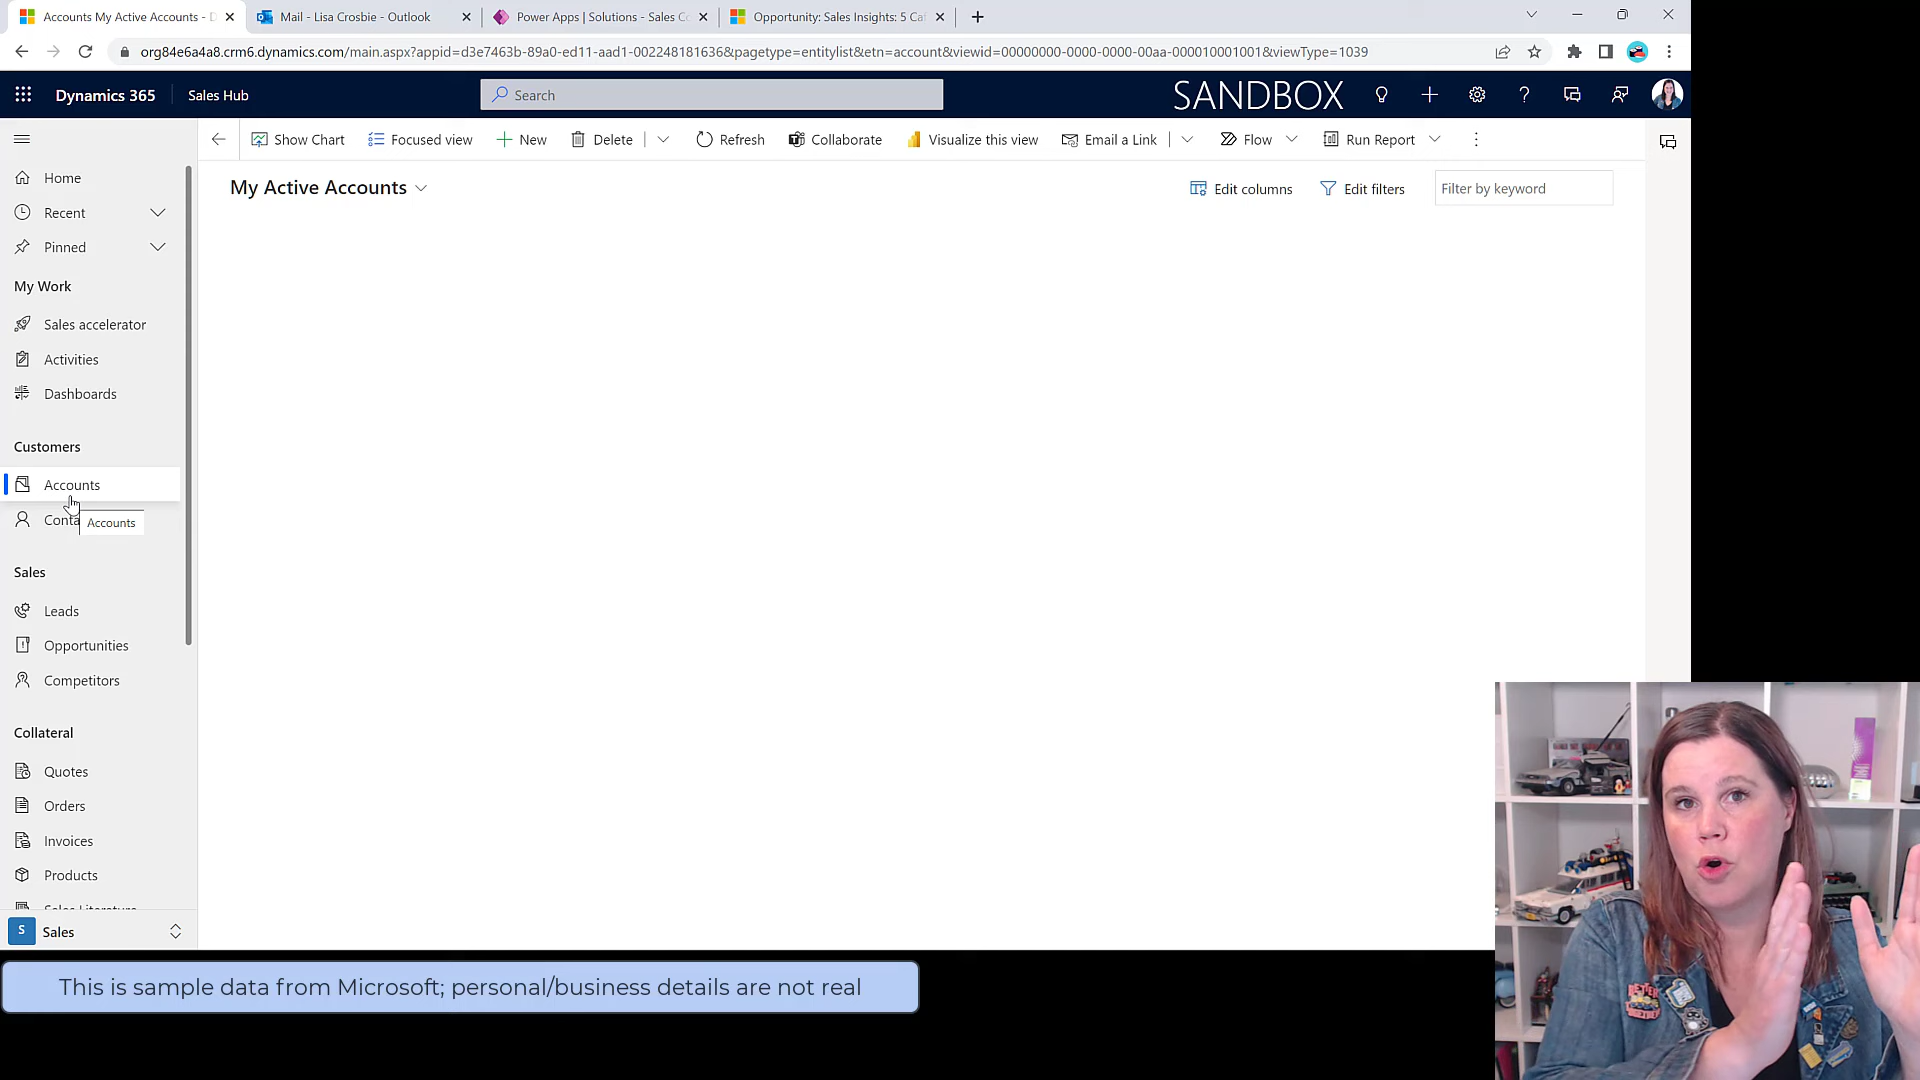 Accounts My Active Accounts - D
Mail - Lisa Crosbie - Outlook
Power Apps | Solutions - Sales Co
Opportunity: Sales Insights: 5 Cal
org84e6a4a8.crm6.dynamics.com/main.aspx?appid=d3e7463b-89a0-ed11-aad1-002248181636&pagetype=entitylist&etn=account&viewid=00000000-0000-0000-00aa-000010001001&viewType=1039
Dynamics 365
Sales Hub
Search
SANDBOX
Show Chart
Focused view
New
Delete
Refresh
Collaborate
Visualize this view
Email a Link
Flow
Run Report
My Active Accounts
Edit columns
Edit filters
Filter by keyword
Home
Recent
Pinned
My Work
Sales accelerator
Activities
Dashboards
Customers
Accounts
Conta
Accounts
Sales
Leads
Opportunities
Competitors
Collateral
Quotes
Orders
Invoices
Products
Sales Literature
S
Sales
This is sample data from Microsoft; personal/business details are not real